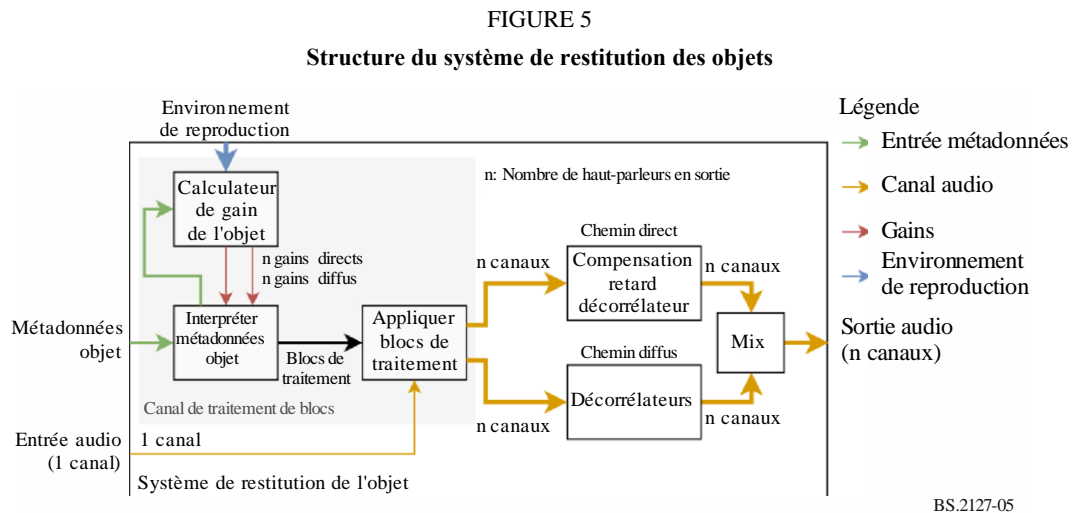 FIGURE 5
Structure du système de restitution des objets
Environnement
de reproduction
Légende
Entrée métadonnées
Canal audio
Gains
Environnement
de reproduction
n: Nombre de haut-parleurs en sortie
Calculateur
de gain
de l'objet
n gains directs
n gains diffus
Métadonnées
objet
Interpréter
métadonnées
objet
Blocs de
traitement
Appliquer
blocs de
traitement
Canal de traitement de blocs
n canaux
Chemin direct
Compensation
retard
décorrélateur
n canaux
n canaux
Chemin diffus
Décorrélateurs
n canaux
Mix
Sortie audio
(n canaux)
Entrée audio
(1 canal)
1 canal
Système de restitution de l'objet
BS.2127-05